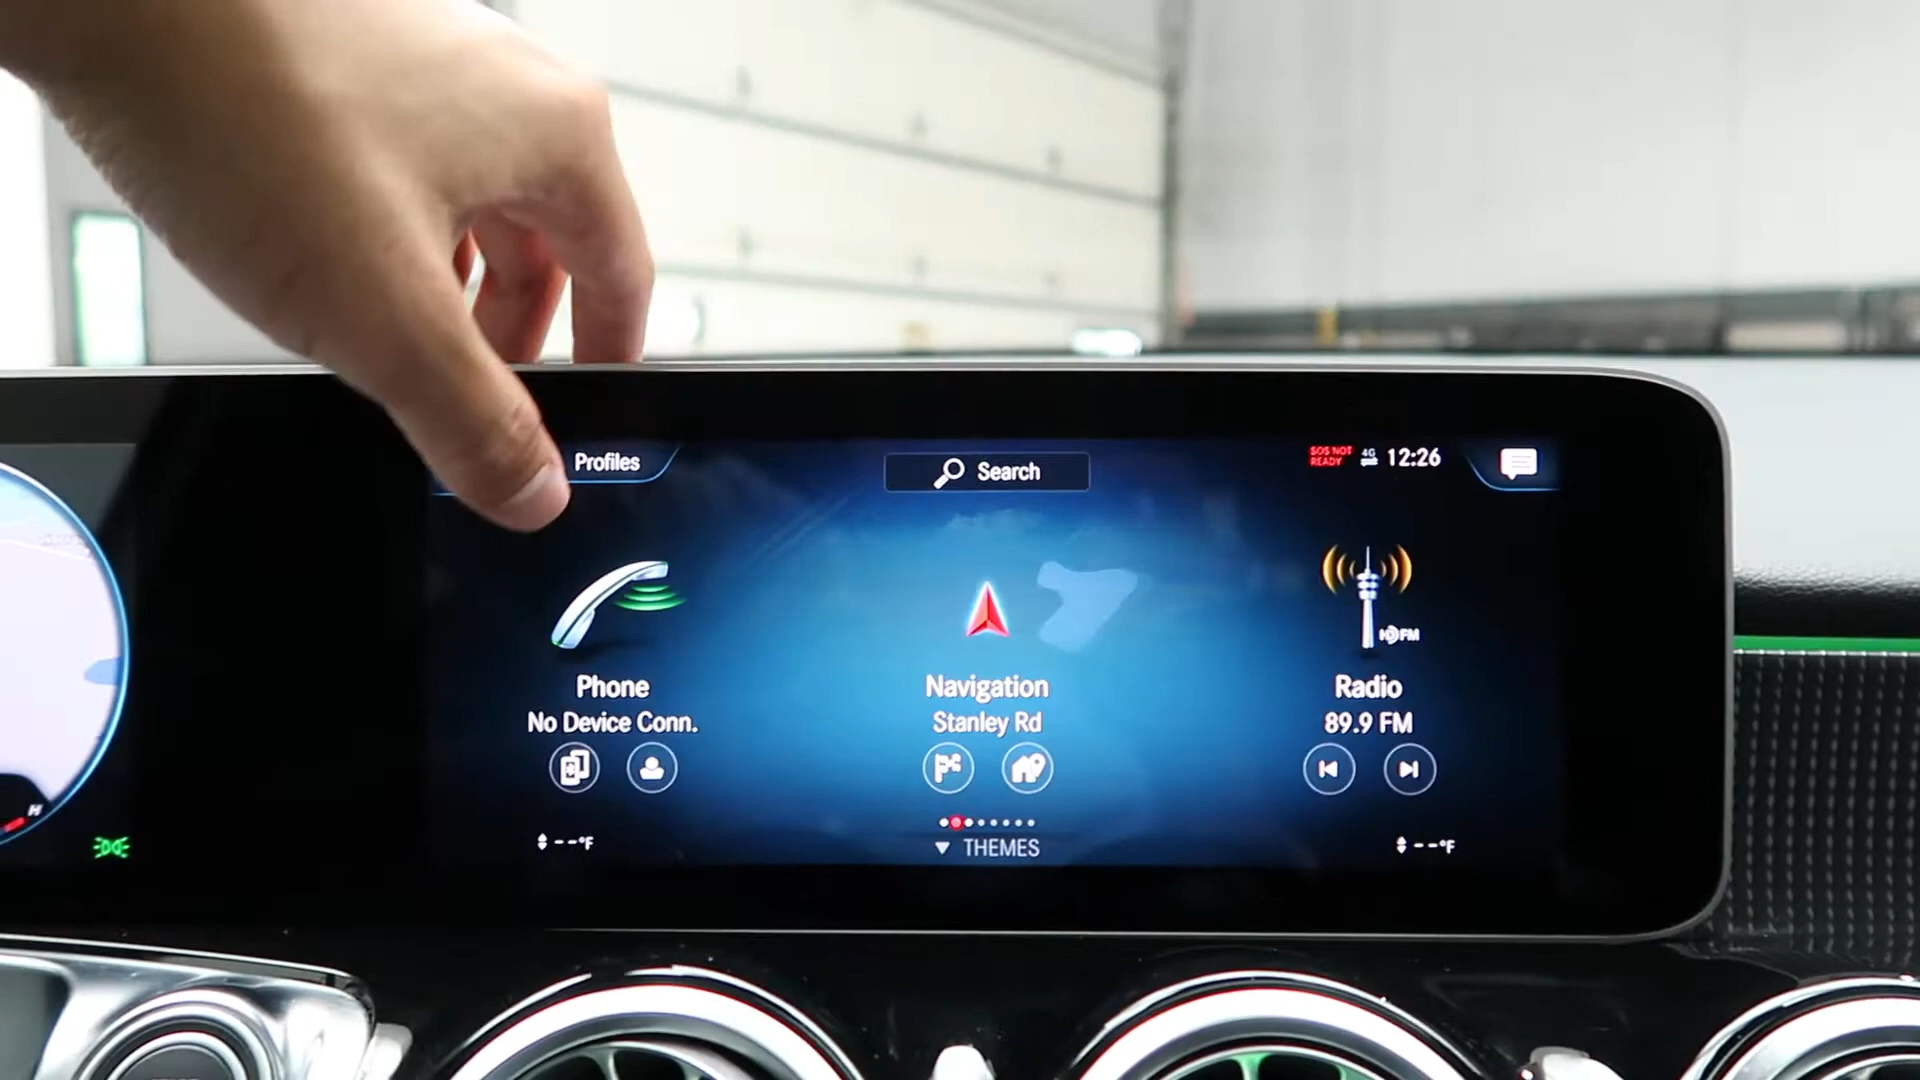 Profiles
Search
SOS NOT
READY
4G
12:26
HD FM
Phone
No Device Conn.
Navigation
Stanley Rd
Radio
89.9 FM
H
--°F
THEMES
--°F